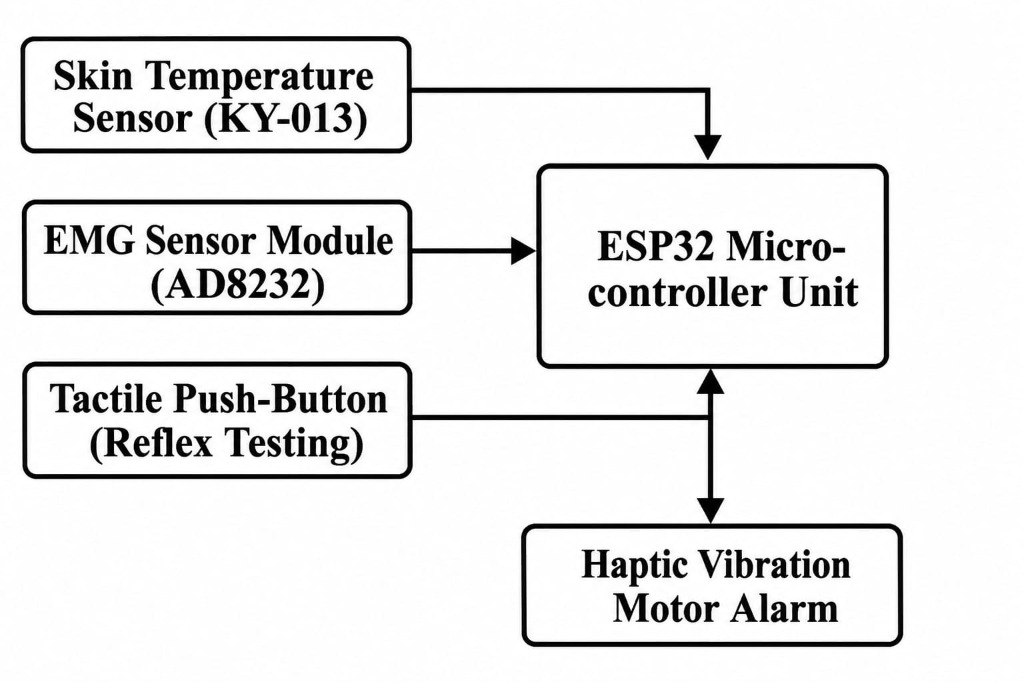 Skin Temperature
Sensor (KY-013)
EMG Sensor Module
(AD8232)
Tactile Push-Button
(Reflex Testing)
ESP32 Micro-
controller Unit
Haptic Vibration
Motor Alarm